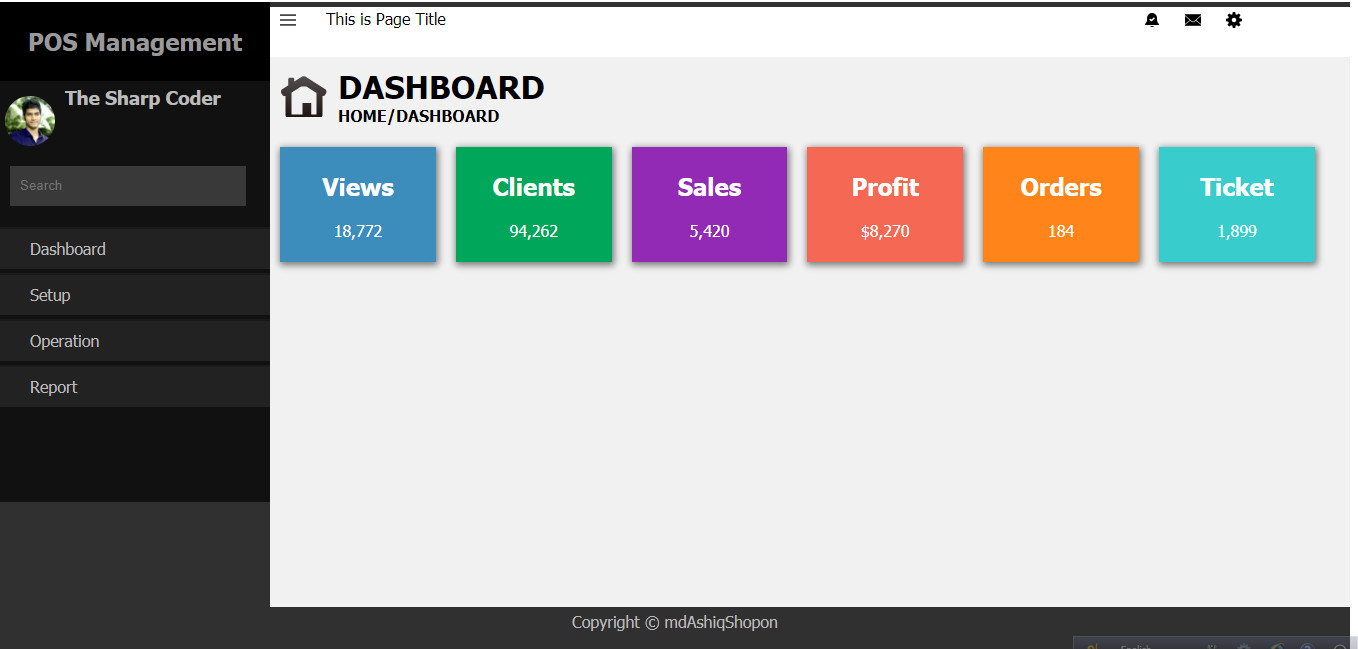 POS Management
The Sharp Coder
Search
Dashboard
Setup
Operation
Report
This is Page Title
DASHBOARD
HOME/DASHBOARD
Views
18,772
Clients
94,262
Sales
5,420
Profit
$8,270
Orders
184
Ticket
1,899
Copyright © mdAshiqShopon